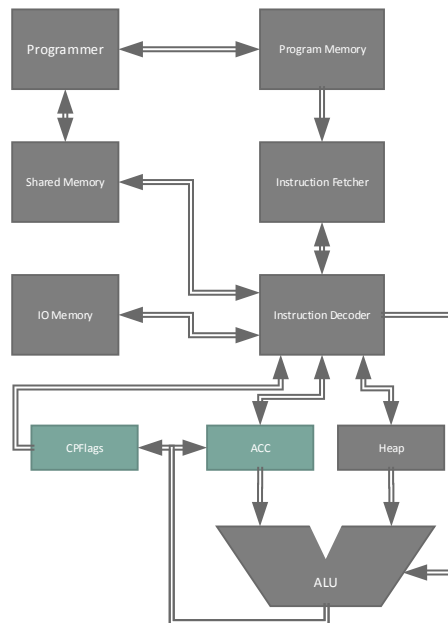 Programmer
Program Memory
Shared Memory
Instruction Fetcher
IO Memory
Instruction Decoder
CPFlags
ACC
Heap
ALU